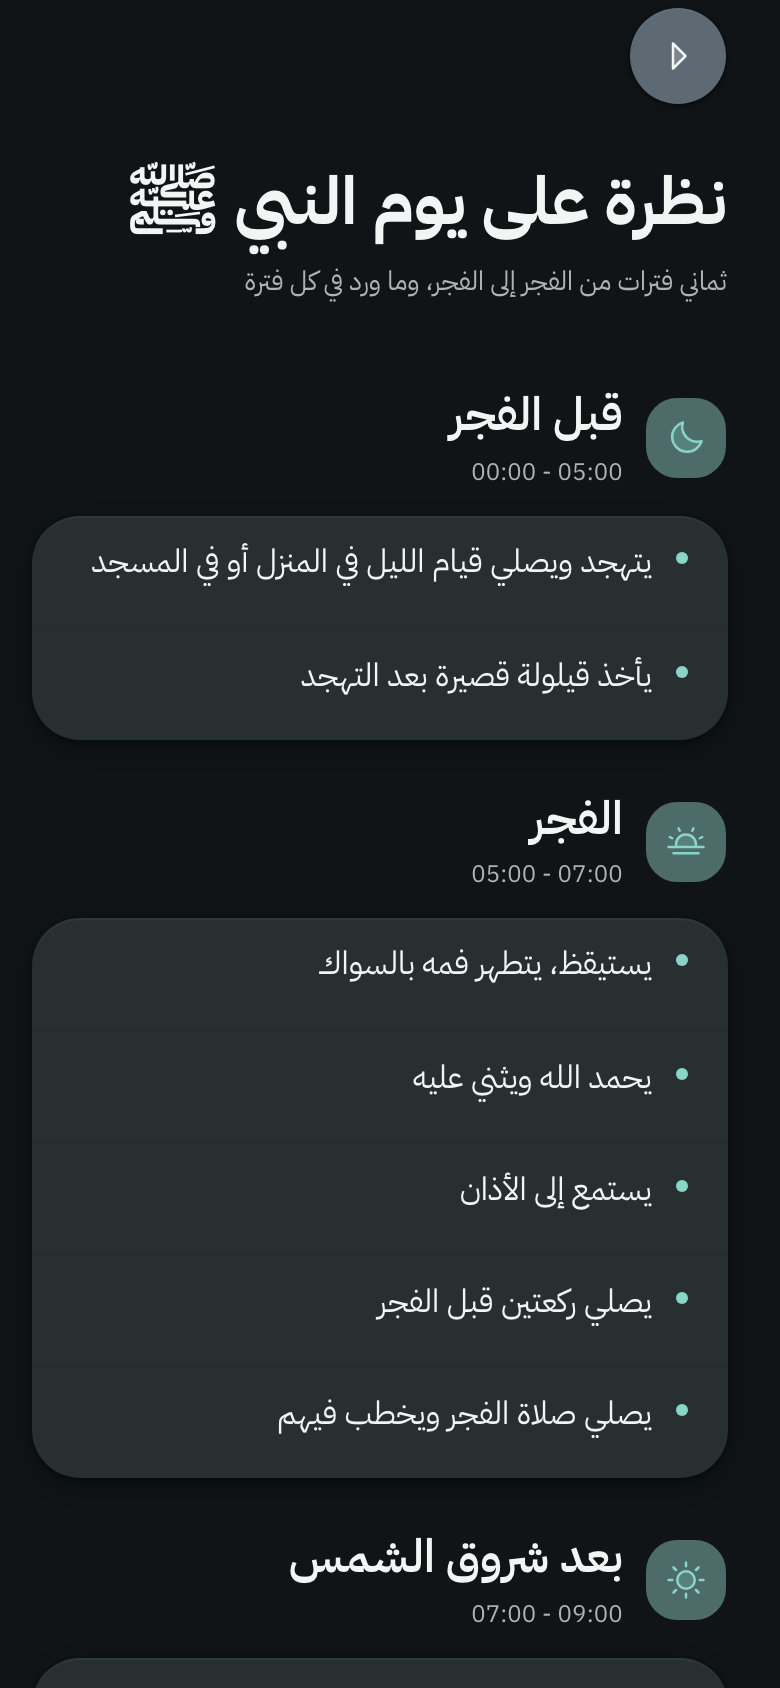 نظرة على يوم النبي ﷺ
ثماني فترات من الفجر إلى الفجر، وما ورد في كل فترة
قبل الفجر
00:00 - 05:00
يتهجد ويصلي قيام الليل في المنزل أو في المسجد
يأخذ قيلولة قصيرة بعد التهجد
الفجر
05:00 - 07:00
يستيقظ، يتطهر فمه بالسواك
يحمد الله ويثني عليه
يستمع إلى الأذان
يصلي ركعتين قبل الفجر
يصلي صلاة الفجر ويخطب فيهم
بعد شروق الشمس
07:00 - 09:00